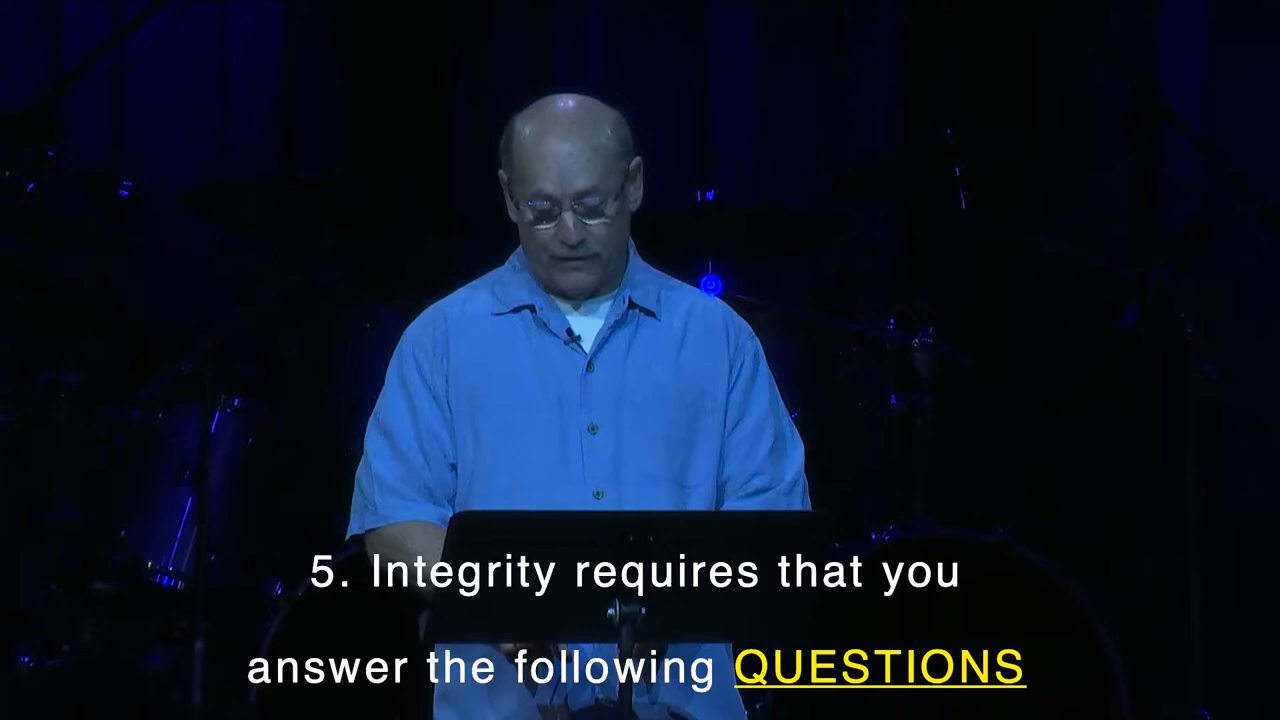 5. Integrity requires that you
answer the following QUESTIONS